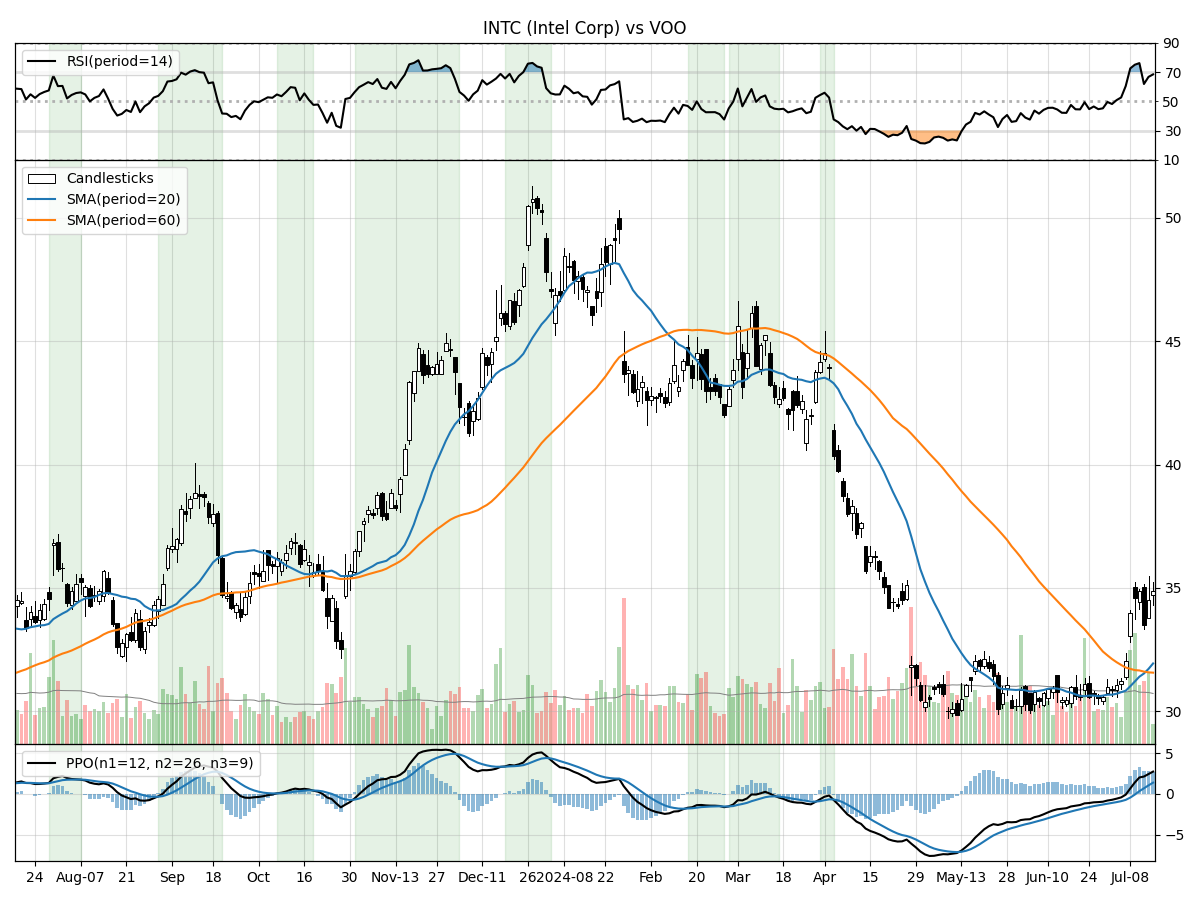 INTC (Intel Corp) vs VOO
RSI(period=14)
90
70
50
30
10
Candlesticks
SMA(period=20)
SMA(period=60)
50
45
40
35
30
PPO(n1=12, n2=26, n3=9)
5
0
−5
24 Aug-07 21 Sep 18 Oct 16 30 Nov-13 27 Dec-11 26 2024-08 22 Feb 20 Mar 18 Apr 15 29 May-13 28 Jun-10 24 Jul-08